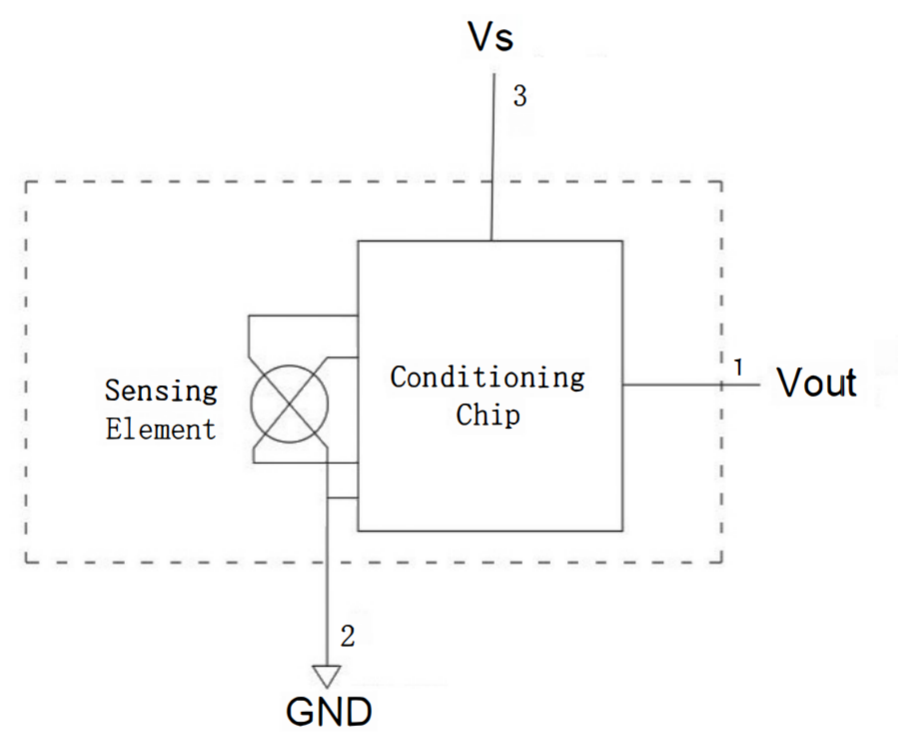 Vs
3
Sensing
Element
Conditioning
Chip
1
Vout
2
GND